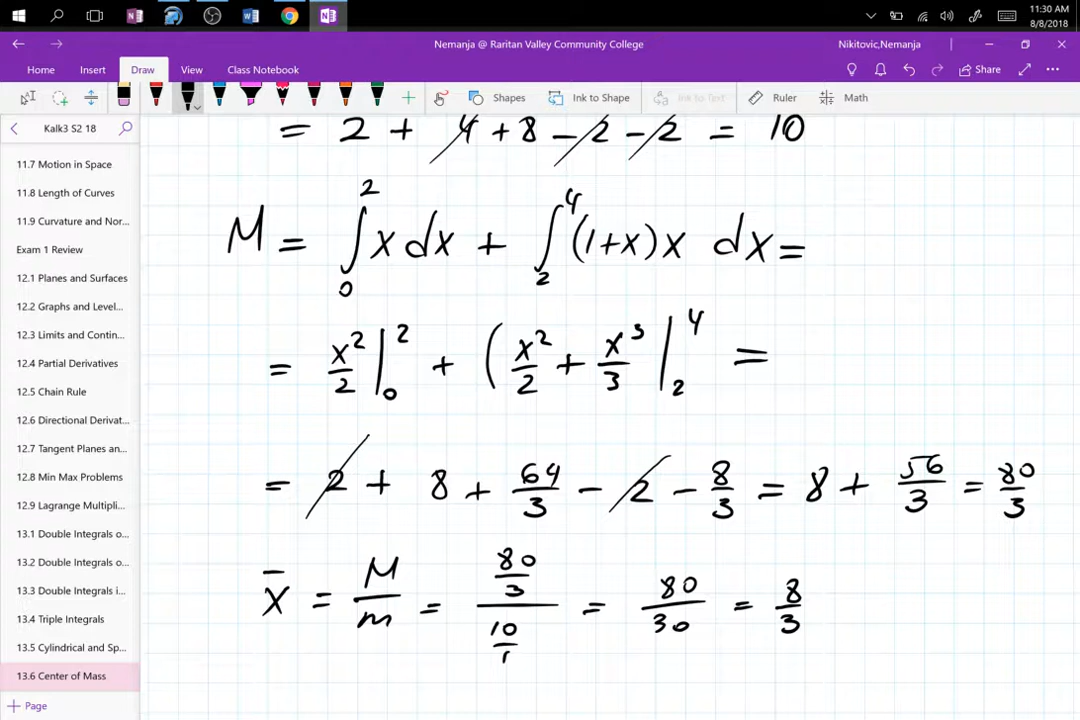 11:30 AM
8/8/2018
Nemanja @ Raritan Valley Community College
Nikitovic,Nemanja
Home Insert Draw View Class Notebook
Share
Shapes Ink to Shape Ink to Text Ruler Math
Kalk3 S2 18
11.7 Motion in Space
11.8 Length of Curves
11.9 Curvature and Nor...
Exam 1 Review
12.1 Planes and Surfaces
12.2 Graphs and Level...
12.3 Limits and Contin...
12.4 Partial Derivatives
12.5 Chain Rule
12.6 Directional Derivat...
12.7 Tangent Planes an...
12.8 Min Max Problems
12.9 Lagrange Multipli...
13.1 Double Integrals o...
13.2 Double Integrals o...
13.3 Double Integrals i...
13.4 Triple Integrals
13.5 Cylindrical and Sp...
13.6 Center of Mass
+ Page
= 2 + 4 + 8 - 2 - 2 = 10
M = ∫₀² x dx + ∫₂⁴ (1+x)x dx =
= x²/2 |₀² + ( x²/2 + x³/3 |₂⁴ =
= 2 + 8 + 64/3 - 2 - 8/3 = 8 + 56/3 = 80/3
x̄ = M/m = (80/3)/(10/1) = 80/30 = 8/3